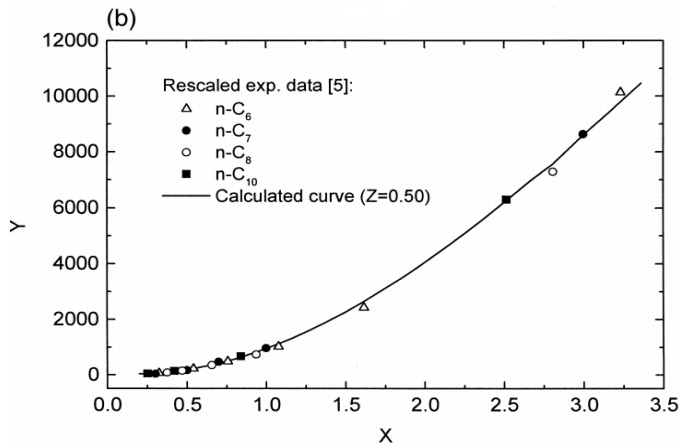 (b)
12000
10000
8000
6000
4000
2000
0
Y
Rescaled exp. data [5]:
n-C₆
n-C₇
n-C₈
n-C₁₀
Calculated curve (Z=0.50)
0.0 0.5 1.0 1.5 2.0 2.5 3.0 3.5
X